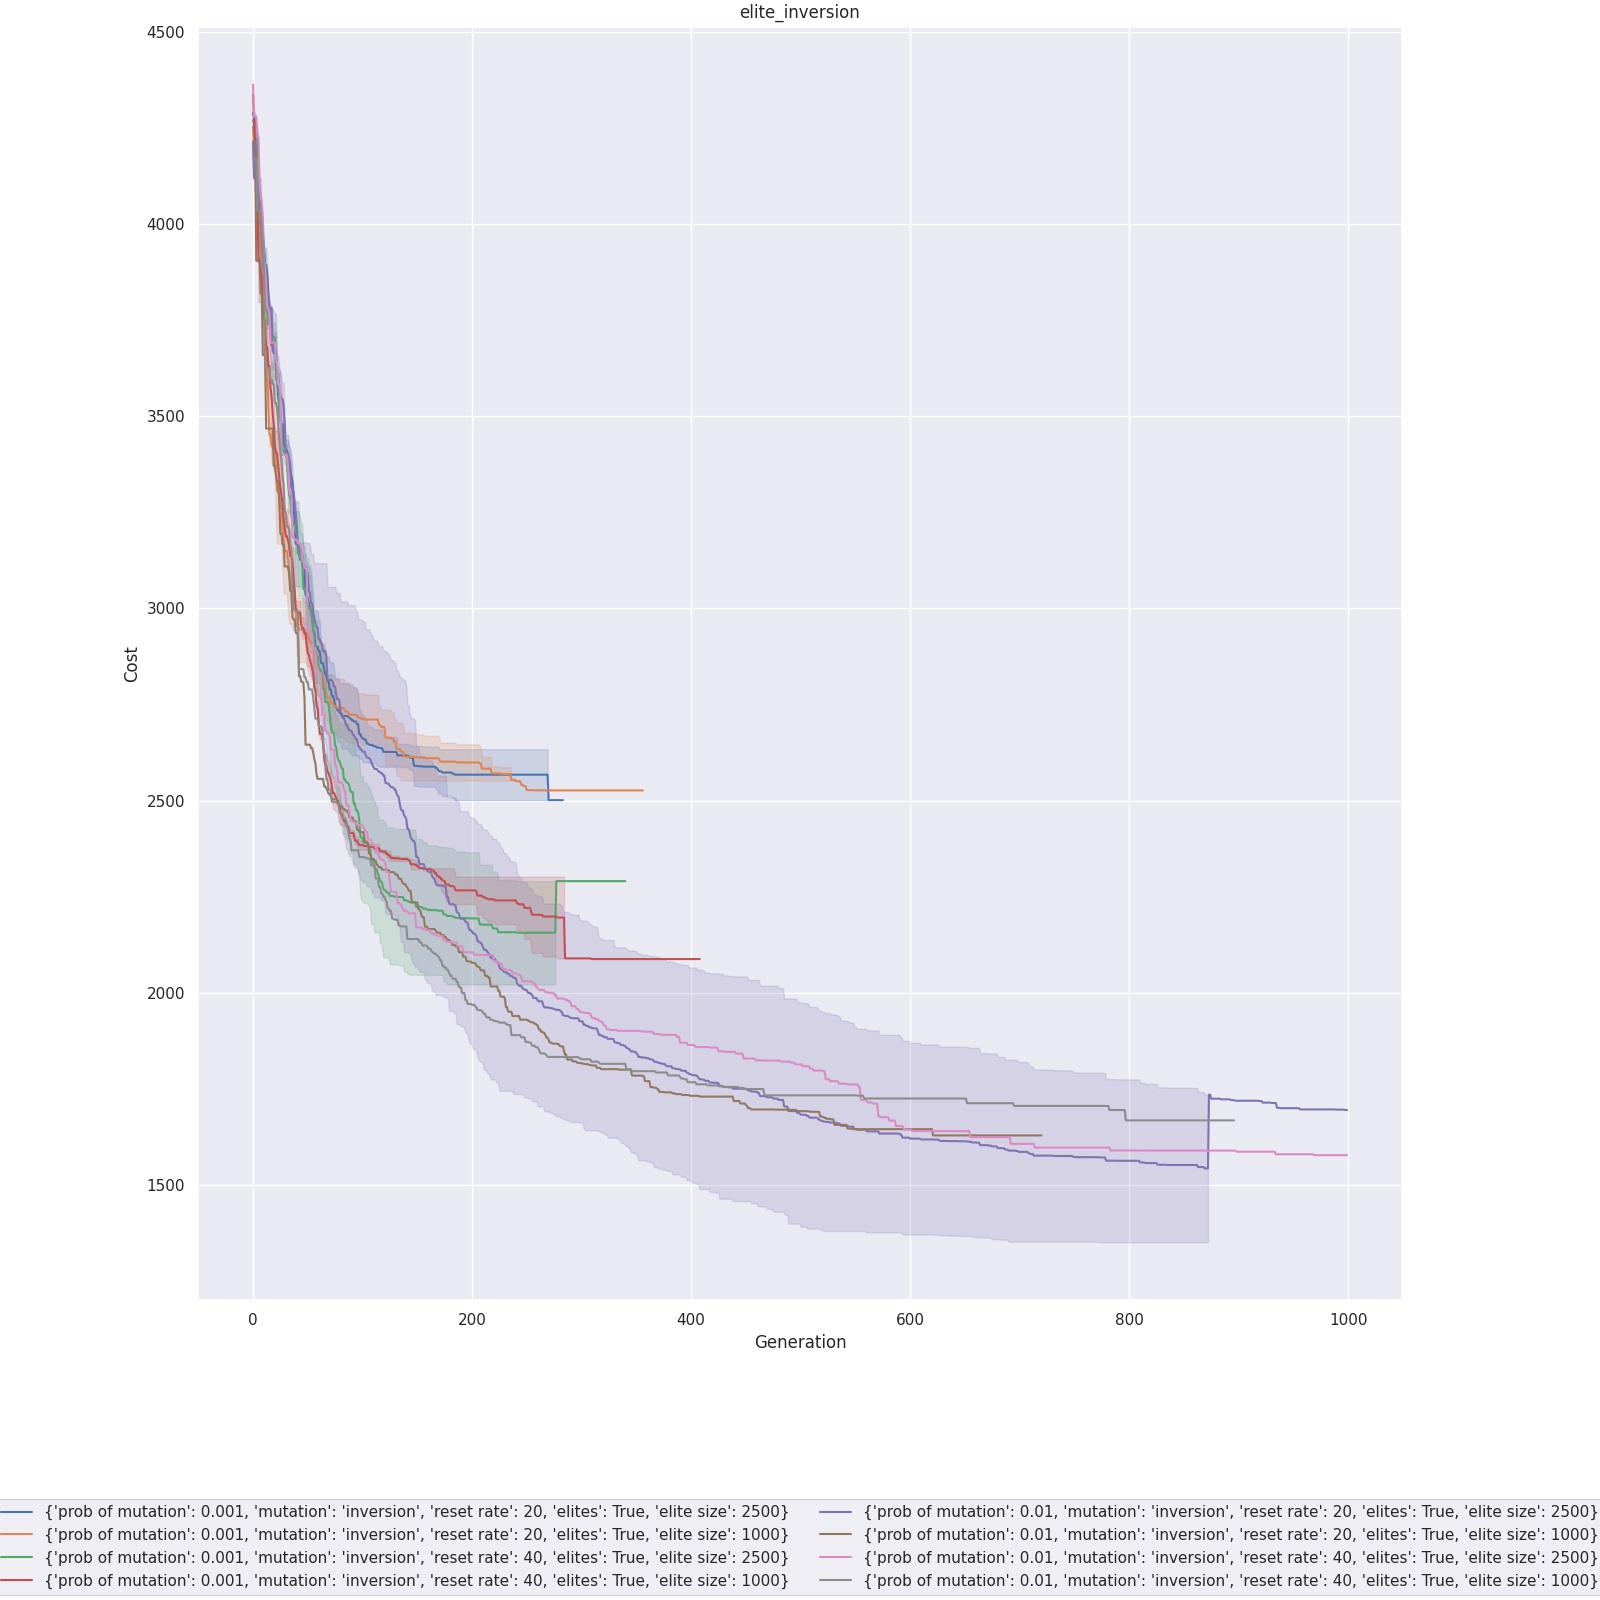 elite_inversion
4500
4000
3500
3000
2500
2000
1500
Cost
0 200 400 600 800 1000
Generation
{'prob of mutation': 0.001, 'mutation': 'inversion', 'reset rate': 20, 'elites': True, 'elite size': 2500}
{'prob of mutation': 0.001, 'mutation': 'inversion', 'reset rate': 20, 'elites': True, 'elite size': 1000}
{'prob of mutation': 0.001, 'mutation': 'inversion', 'reset rate': 40, 'elites': True, 'elite size': 2500}
{'prob of mutation': 0.001, 'mutation': 'inversion', 'reset rate': 40, 'elites': True, 'elite size': 1000}
{'prob of mutation': 0.01, 'mutation': 'inversion', 'reset rate': 20, 'elites': True, 'elite size': 2500}
{'prob of mutation': 0.01, 'mutation': 'inversion', 'reset rate': 20, 'elites': True, 'elite size': 1000}
{'prob of mutation': 0.01, 'mutation': 'inversion', 'reset rate': 40, 'elites': True, 'elite size': 2500}
{'prob of mutation': 0.01, 'mutation': 'inversion', 'reset rate': 40, 'elites': True, 'elite size': 1000}